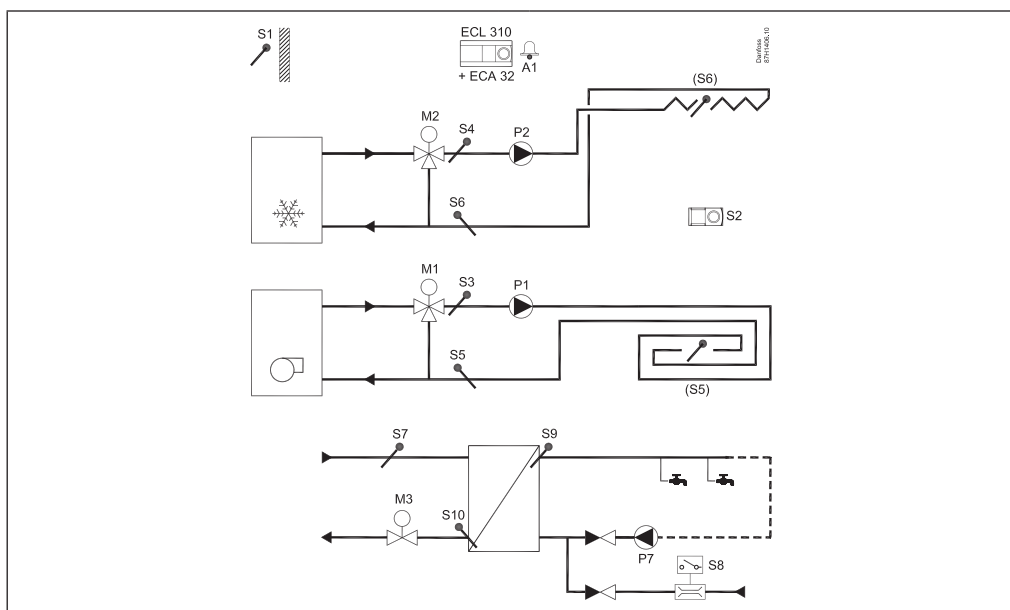 S1
ECL 310
+ ECA 32
A1
Danfoss
87H1406.10
(S6)
M2
S4
P2
S6
S2
M1
S3
P1
S5
(S5)
S7
S9
M3
S10
P7
S8